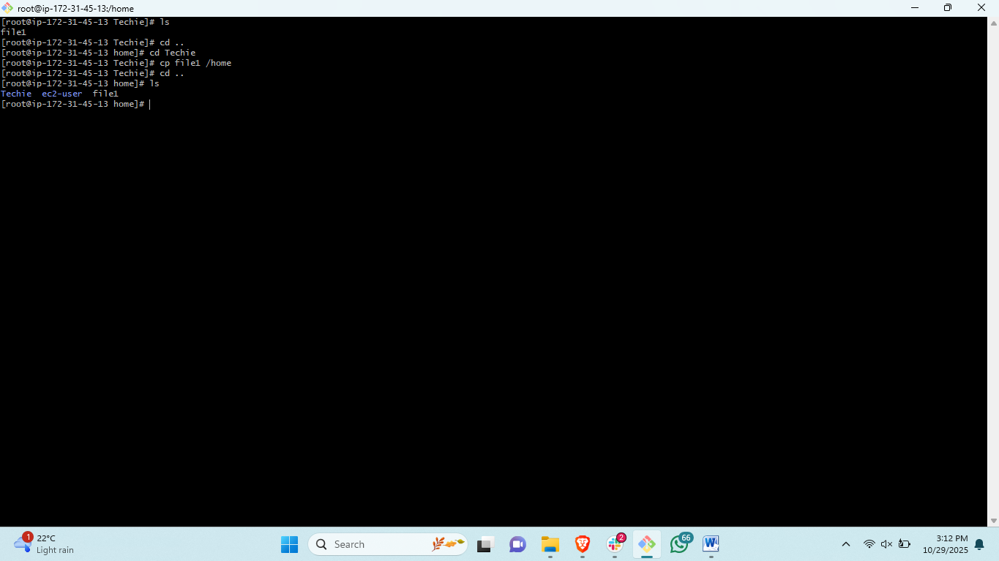 root@ip-172-31-45-13:/home
[root@ip-172-31-45-13 Techie]# ls
file1
[root@ip-172-31-45-13 Techie]# cd ..
[root@ip-172-31-45-13 home]# cd Techie
[root@ip-172-31-45-13 Techie]# cp file1 /home
[root@ip-172-31-45-13 Techie]# cd ..
[root@ip-172-31-45-13 home]# ls
Techie  ec2-user  file1
[root@ip-172-31-45-13 home]#
1
22°C
Light rain
Search
2
66
W
3:12 PM
10/29/2025